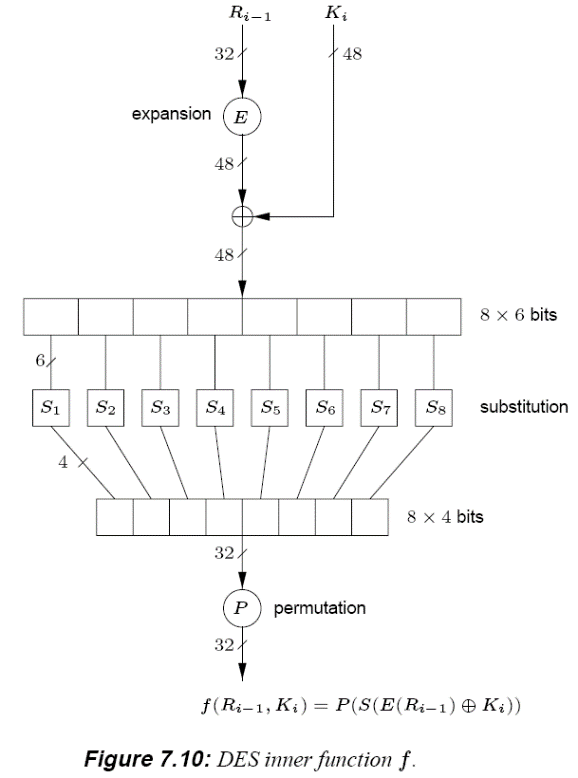 R_{i−1} K_i
32 48
expansion E
48
⊕
48
8 × 6 bits
6
S_1 S_2 S_3 S_4 S_5 S_6 S_7 S_8 substitution
4
8 × 4 bits
32
P permutation
32
f(R_{i−1}, K_i) = P(S(E(R_{i−1}) ⊕ K_i))
Figure 7.10: DES inner function f.